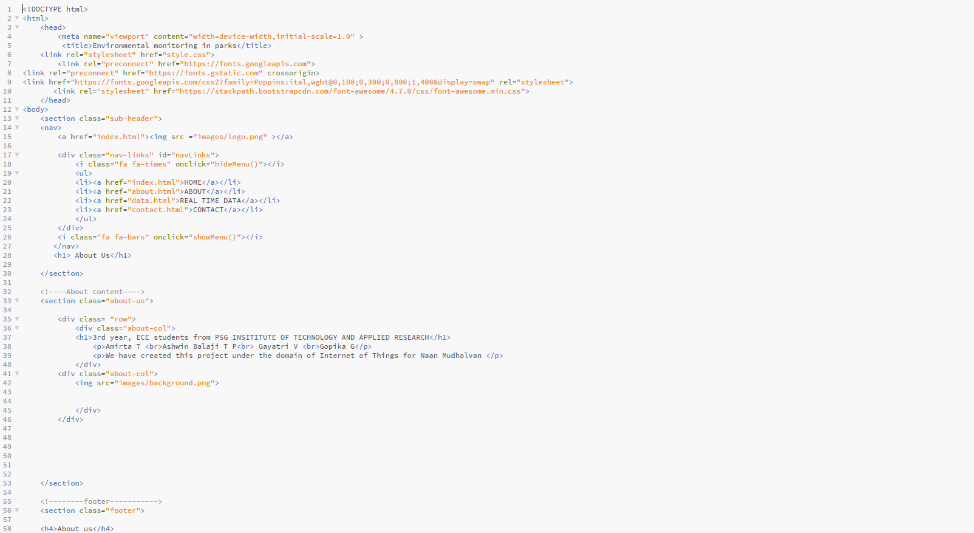 1 <!DOCTYPE html>
2 <html>
3 <head>
4 <meta name="viewport" content="width=device-width,initial-scale=1.0" >
5 <title>Environmental monitoring in parks</title>
6 <link rel="stylesheet" href="style.css">
7 <link rel="preconnect" href="https://fonts.googleapis.com">
8 <link rel="preconnect" href="https://fonts.gstatic.com" crossorigin>
9 <link href="https://fonts.googleapis.com/css2?family=Poppins:ital,wght@0,100;0,300;0,800;1,400&display=swap" rel="stylesheet">
10 <link rel="stylesheet" href="https://stackpath.bootstrapcdn.com/font-awesome/4.7.0/css/font-awesome.min.css">
11 </head>
12 <body>
13 <section class="sub-header">
14 <nav>
15 <a href="index.html"><img src ="images/logo.png" ></a>
16
17 <div class="nav-links" id="navLinks">
18 <i class="fa fa-times" onclick="hideMenu()"></i>
19 <ul>
20 <li><a href="index.html">HOME</a></li>
21 <li><a href="about.html">ABOUT</a></li>
22 <li><a href="data.html">REAL TIME DATA</a></li>
23 <li><a href="contact.html">CONTACT</a></li>
24 </ul>
25 </div>
26 <i class="fa fa-bars" onclick="showMenu()"></i>
27 </nav>
28 <h1> About Us</h1>
29
30 </section>
31
32 <!----About content---->
33 <section class="about-us">
34
35 <div class= "row">
36 <div class="about-col">
37 <h1>3rd year, ECE students from PSG INSITITUTE OF TECHNOLOGY AND APPLIED RESEARCH</h1>
38 <p>Amirta T <br>Ashwin Balaji T P<br> Gayatri V <br>Gopika G</p>
39 <p>We have created this project under the domain of Internet of Things for Naan Mudhalvan </p>
40 </div>
41 <div class="about-col">
42 <img src="images/background.png">
43
44
45 </div>
46 </div>
47
48
49
50
51
52
53 </section>
54
55 <!--------footer----------->
56 <section class="footer">
57
58 <h4>About us</h4>